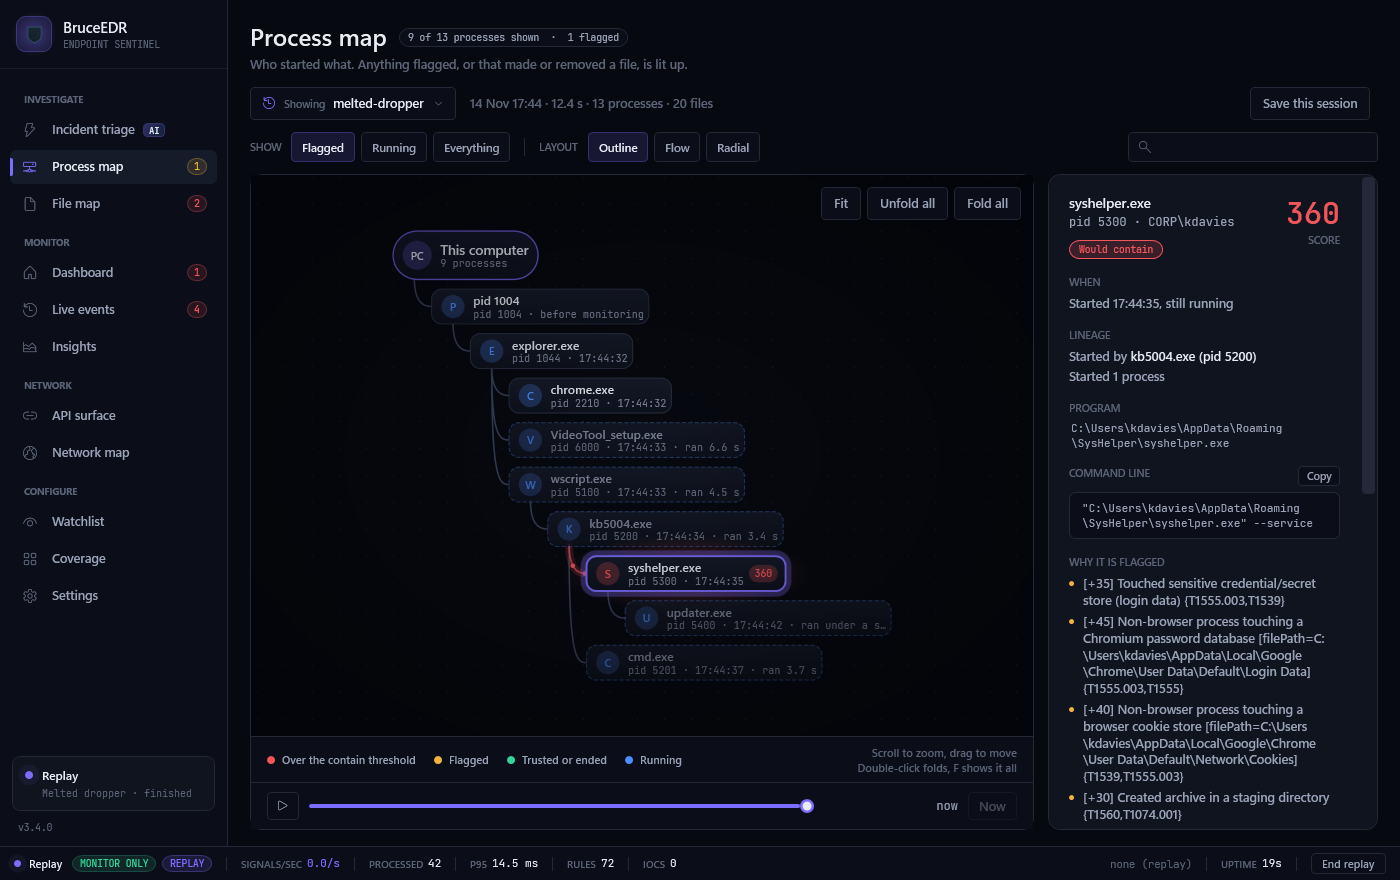 BruceEDR
ENDPOINT SENTINEL
INVESTIGATE
Incident triage AI
Process map 1
File map 2
MONITOR
Dashboard 1
Live events 4
Insights
NETWORK
API surface
Network map
CONFIGURE
Watchlist
Coverage
Settings
Replay
Melted dropper · finished
v3.4.0
Process map 9 of 13 processes shown · 1 flagged
Who started what. Anything flagged, or that made or removed a file, is lit up.
Showing melted-dropper 14 Nov 17:44 · 12.4 s · 13 processes · 20 files
Save this session
SHOW Flagged Running Everything LAYOUT Outline Flow Radial
Fit Unfold all Fold all
PC This computer
9 processes
P pid 1004
pid 1004 · before monitoring
E explorer.exe
pid 1044 · 17:44:32
C chrome.exe
pid 2210 · 17:44:32
V VideoTool_setup.exe
pid 6000 · 17:44:33 · ran 6.6 s
W wscript.exe
pid 5100 · 17:44:33 · ran 4.5 s
K kb5004.exe
pid 5200 · 17:44:34 · ran 3.4 s
S syshelper.exe 360
pid 5300 · 17:44:35
U updater.exe
pid 5400 · 17:44:42 · ran under a s…
C cmd.exe
pid 5201 · 17:44:37 · ran 3.7 s
Over the contain threshold Flagged Trusted or ended Running
Scroll to zoom, drag to move
Double-click folds, F shows it all
now Now
syshelper.exe
pid 5300 · CORP\kdavies
360
SCORE
Would contain
WHEN
Started 17:44:35, still running
LINEAGE
Started by kb5004.exe (pid 5200)
Started 1 process
PROGRAM
C:\Users\kdavies\AppData\Roaming
\SysHelper\syshelper.exe
COMMAND LINE Copy
"C:\Users\kdavies\AppData\Roaming
\SysHelper\syshelper.exe" --service
WHY IT IS FLAGGED
[+35] Touched sensitive credential/secret
store (login data) {T1555.003,T1539}
[+45] Non-browser process touching a
Chromium password database [filePath=C:
\Users\kdavies\AppData\Local\Google
\Chrome\User Data\Default\Login Data]
{T1555.003,T1555}
[+40] Non-browser process touching a
browser cookie store [filePath=C:\Users
\kdavies\AppData\Local\Google\Chrome
\User Data\Default\Network\Cookies]
{T1539,T1555.003}
[+30] Created archive in a staging directory
{T1560,T1074.001}
Replay MONITOR ONLY REPLAY SIGNALS/SEC 0.0/s PROCESSED 42 P95 14.5 ms RULES 72 IOCS 0 none (replay) UPTIME 19s End replay